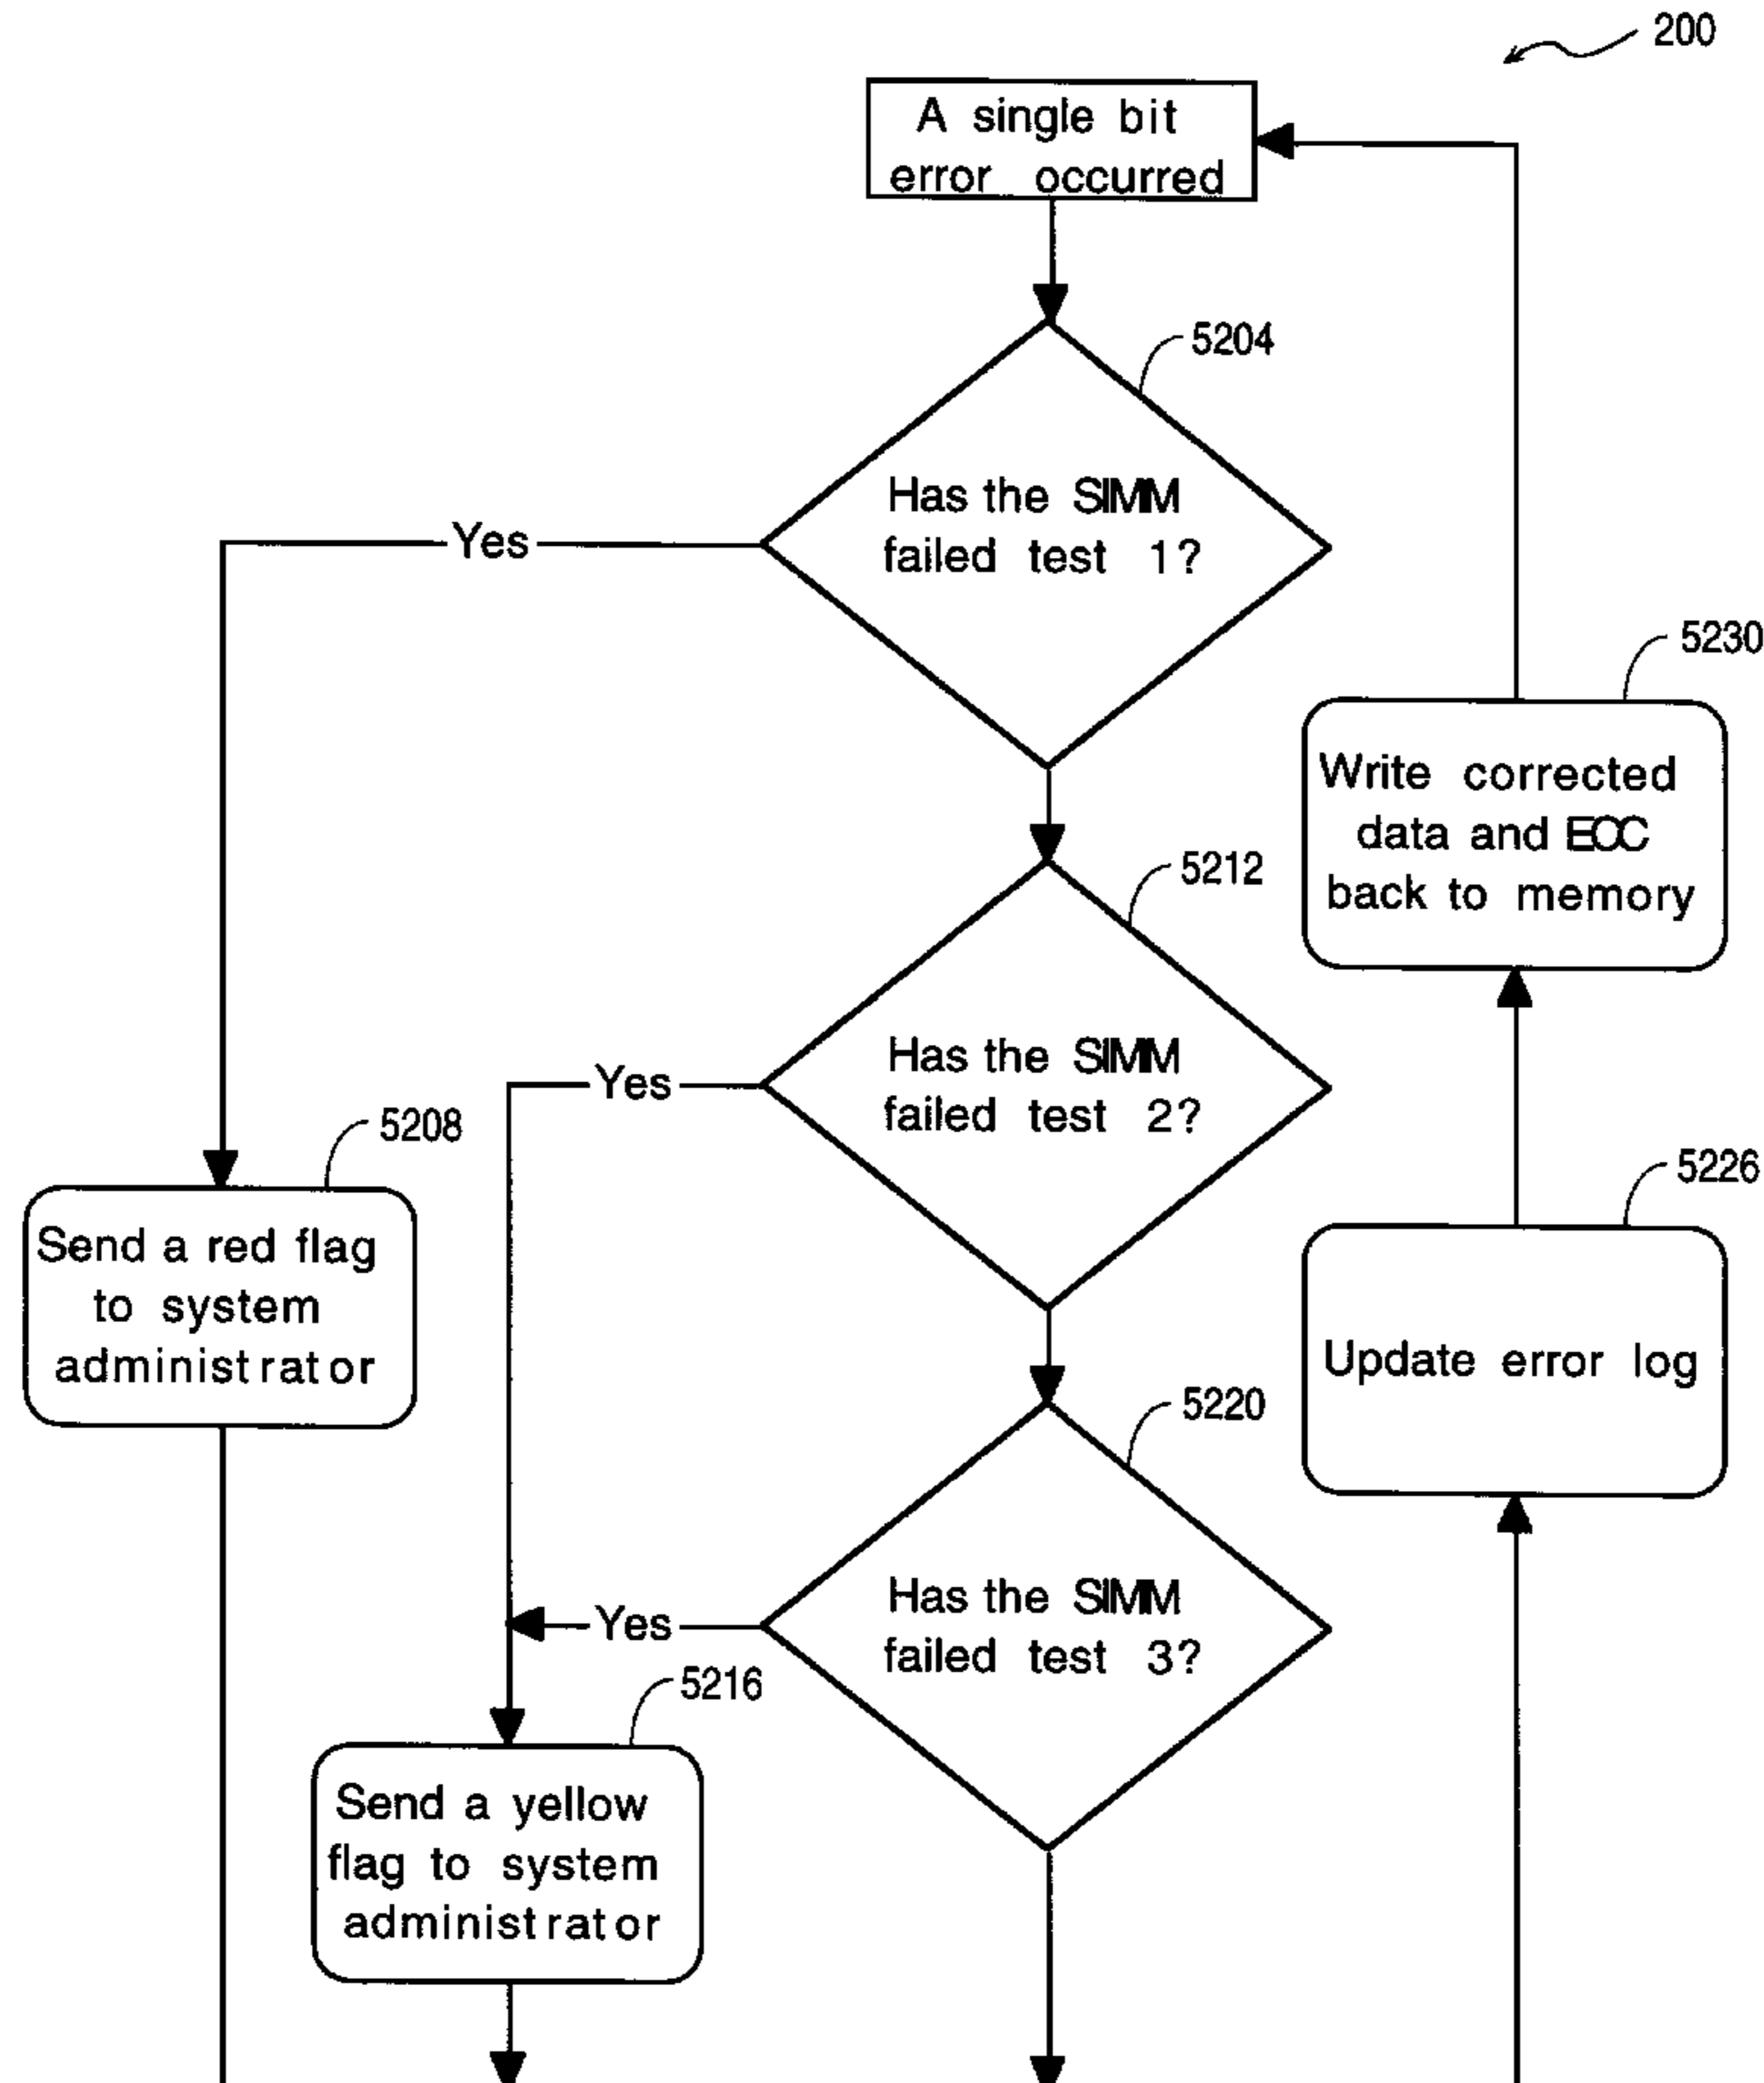 200
A single bit
error occurred
5204
Has the SIMM
failed test 1?
Yes
5230
Write corrected
data and ECC
back to memory
5212
Has the SIMM
failed test 2?
Yes
5208
Send a red flag
to system
administrator
5226
Update error log
5220
Has the SIMM
failed test 3?
Yes
5216
Send a yellow
flag to system
administrator